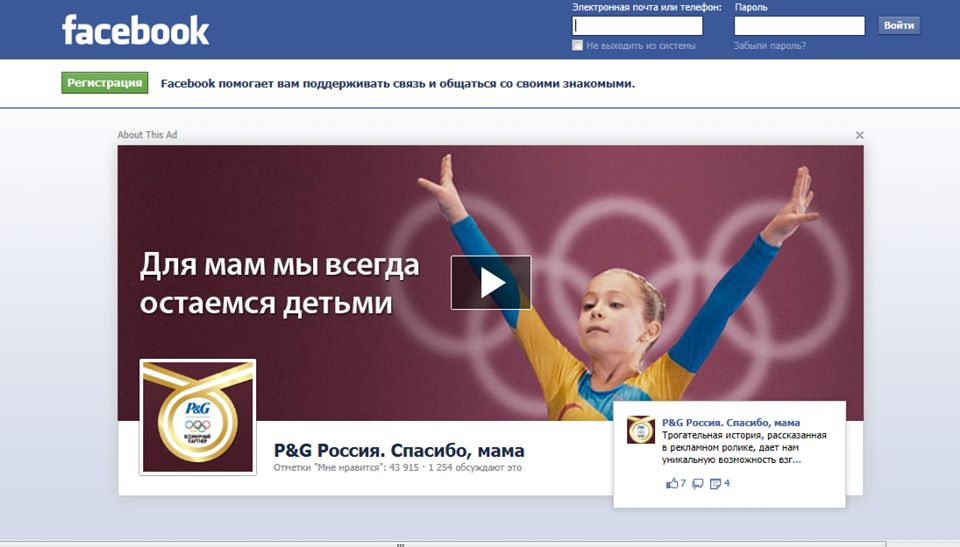 facebook
Электронная почта или телефон:
Пароль
Войти
Не выходить из системы
Забыли пароль?
Регистрация
Facebook помогает вам поддерживать связь и общаться со своими знакомыми.
About This Ad
Для мам мы всегда
остаемся детьми
P&G
ВСЕМИРНЫЙ
ПАРТНЕР
P&G Россия. Спасибо, мама
Отметки "Мне нравится": 43 915 · 1 254 обсуждают это
P&G Россия. Спасибо, мама
Трогательная история, рассказанная
в рекламном ролике, дает нам
уникальную возможность взг...
7
4